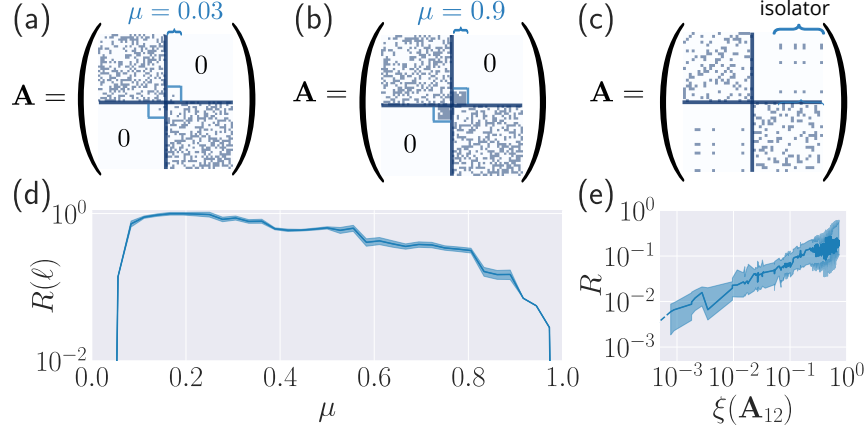 (a) μ = 0.03
A = ( 0 0 )
(b) μ = 0.9
A = ( 0 0 )
(c) isolator
A = ( )
(d)
R(ℓ)
10^0
10^{-2}
0.0 0.2 0.4 0.6 0.8 1.0
μ
(e)
R
10^0
10^{-1}
10^{-2}
10^{-3}
10^{-3} 10^{-2} 10^{-1} 10^0
ξ(A_{12})